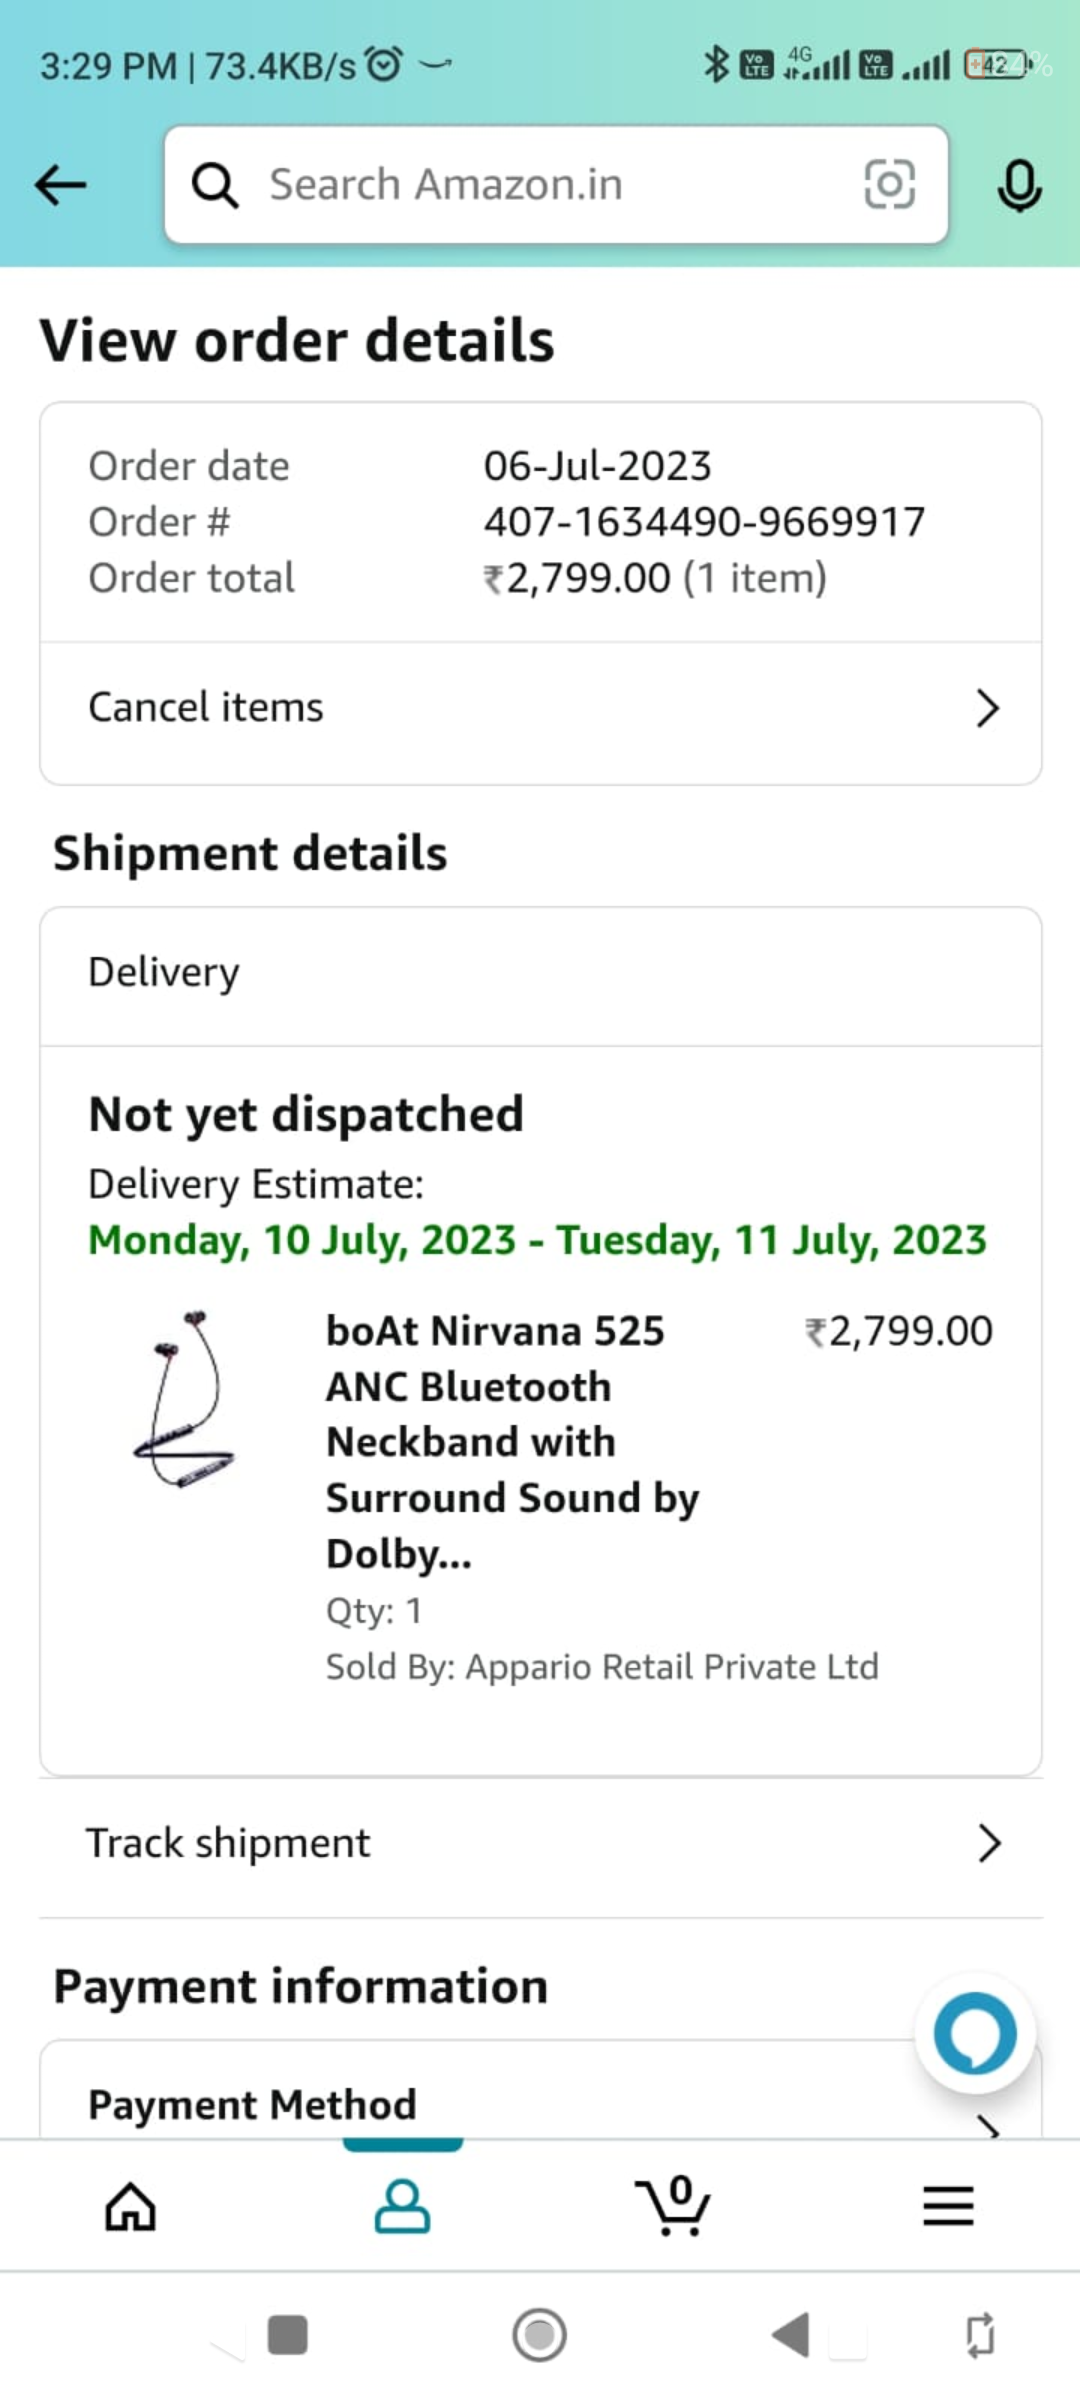 3:29 PM | 73.4KB/s
Vo LTE 4G Vo LTE 42
Search Amazon.in
View order details
Order date 06-Jul-2023
Order # 407-1634490-9669917
Order total ₹2,799.00 (1 item)
Cancel items
Shipment details
Delivery
Not yet dispatched
Delivery Estimate:
Monday, 10 July, 2023 - Tuesday, 11 July, 2023
boAt Nirvana 525 ₹2,799.00
ANC Bluetooth
Neckband with
Surround Sound by
Dolby...
Qty: 1
Sold By: Appario Retail Private Ltd
Track shipment
Payment information
Payment Method
0